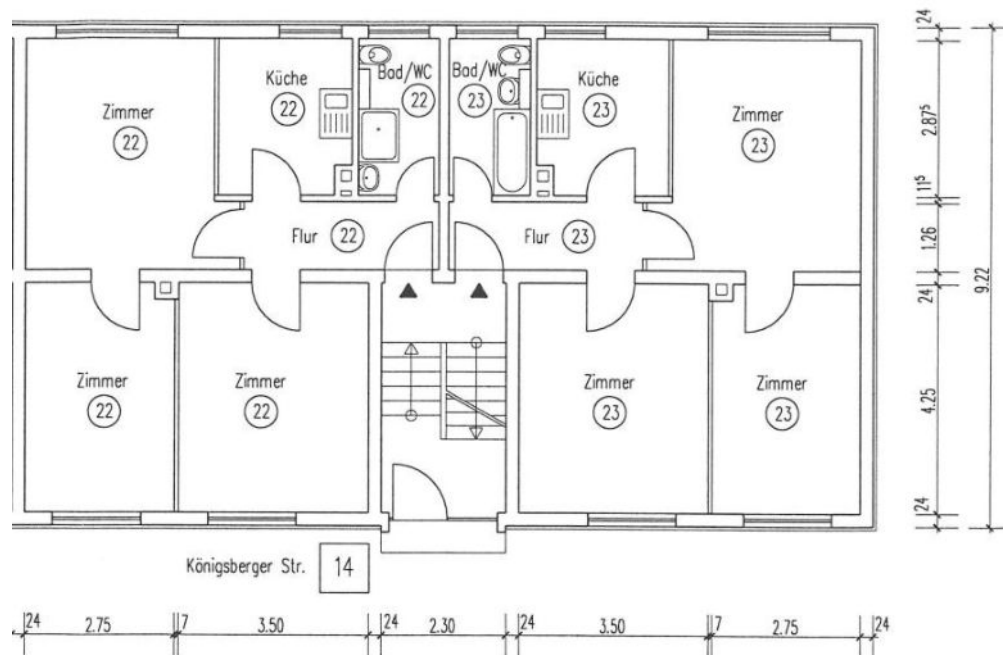 Küche
22
Bad/WC
22
Bad/WC
23
Küche
23
Zimmer
22
Zimmer
23
Flur 22
Flur 23
Zimmer
22
Zimmer
22
Zimmer
23
Zimmer
23
Königsberger Str. 14
24
2.87⁵
11⁵
1.26
24
4.25
24
9.22
24 2.75 7 3.50 24 2.30 24 3.50 7 2.75 24